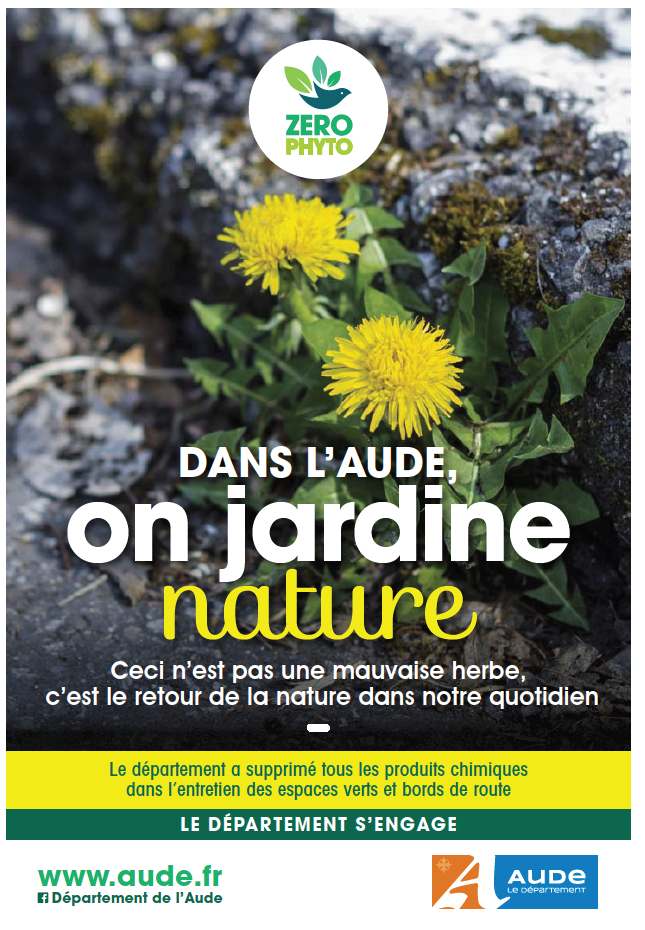 ZERO
PHYTO
DANS L'AUDE,
on jardine
nature
Ceci n'est pas une mauvaise herbe,
c'est le retour de la nature dans notre quotidien
Le département a supprimé tous les produits chimiques
dans l'entretien des espaces verts et bords de route
LE DÉPARTEMENT S'ENGAGE
www.aude.fr
Département de l'Aude
AUDE
LE DÉPARTEMENT